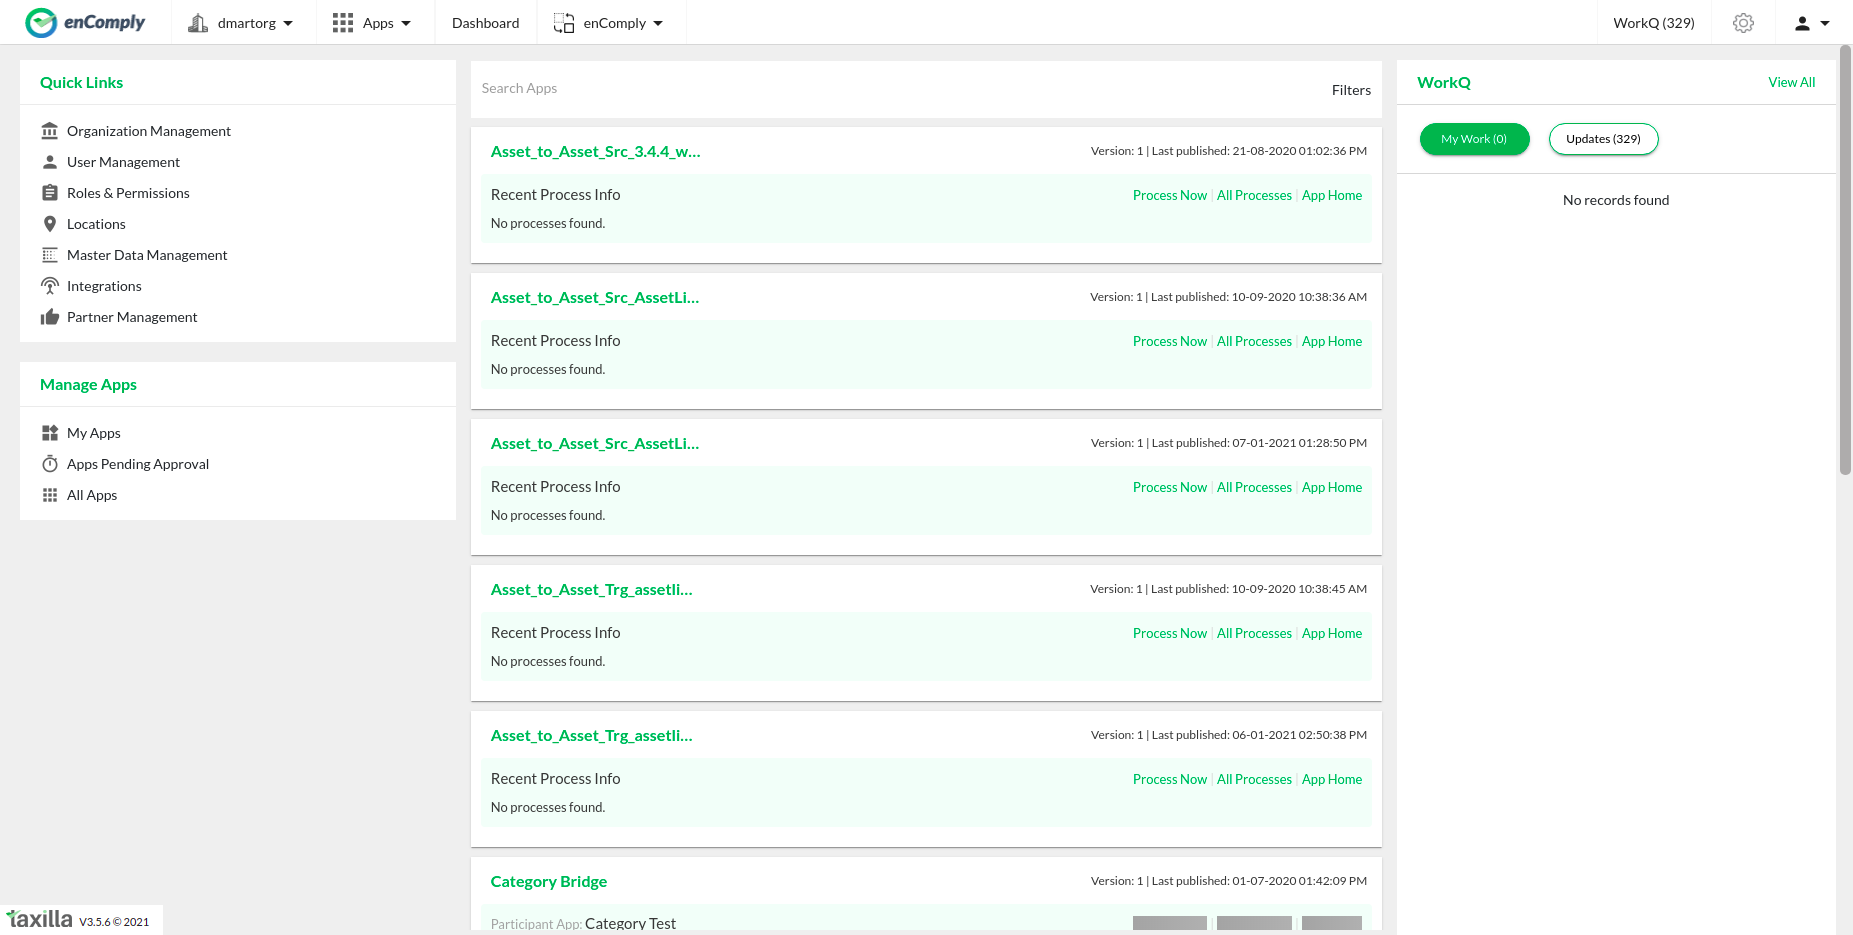 enComply
dmartorg
Apps
Dashboard
enComply
WorkQ (329)
Quick Links
Organization Management
User Management
Roles & Permissions
Locations
Master Data Management
Integrations
Partner Management
Manage Apps
My Apps
Apps Pending Approval
All Apps
Search Apps
Filters
Asset_to_Asset_Src_3.4.4_w...
Version: 1 | Last published: 21-08-2020 01:02:36 PM
Recent Process Info
Process Now | All Processes | App Home
No processes found.
Asset_to_Asset_Src_AssetLi...
Version: 1 | Last published: 10-09-2020 10:38:36 AM
Recent Process Info
Process Now | All Processes | App Home
No processes found.
Asset_to_Asset_Src_AssetLi...
Version: 1 | Last published: 07-01-2021 01:28:50 PM
Recent Process Info
Process Now | All Processes | App Home
No processes found.
Asset_to_Asset_Trg_assetli...
Version: 1 | Last published: 10-09-2020 10:38:45 AM
Recent Process Info
Process Now | All Processes | App Home
No processes found.
Asset_to_Asset_Trg_assetli...
Version: 1 | Last published: 06-01-2021 02:50:38 PM
Recent Process Info
Process Now | All Processes | App Home
No processes found.
Category Bridge
Version: 1 | Last published: 01-07-2020 01:42:09 PM
Participant App: Category Test
WorkQ
View All
My Work (0)
Updates (329)
No records found
taxilla V3.5.6 © 2021